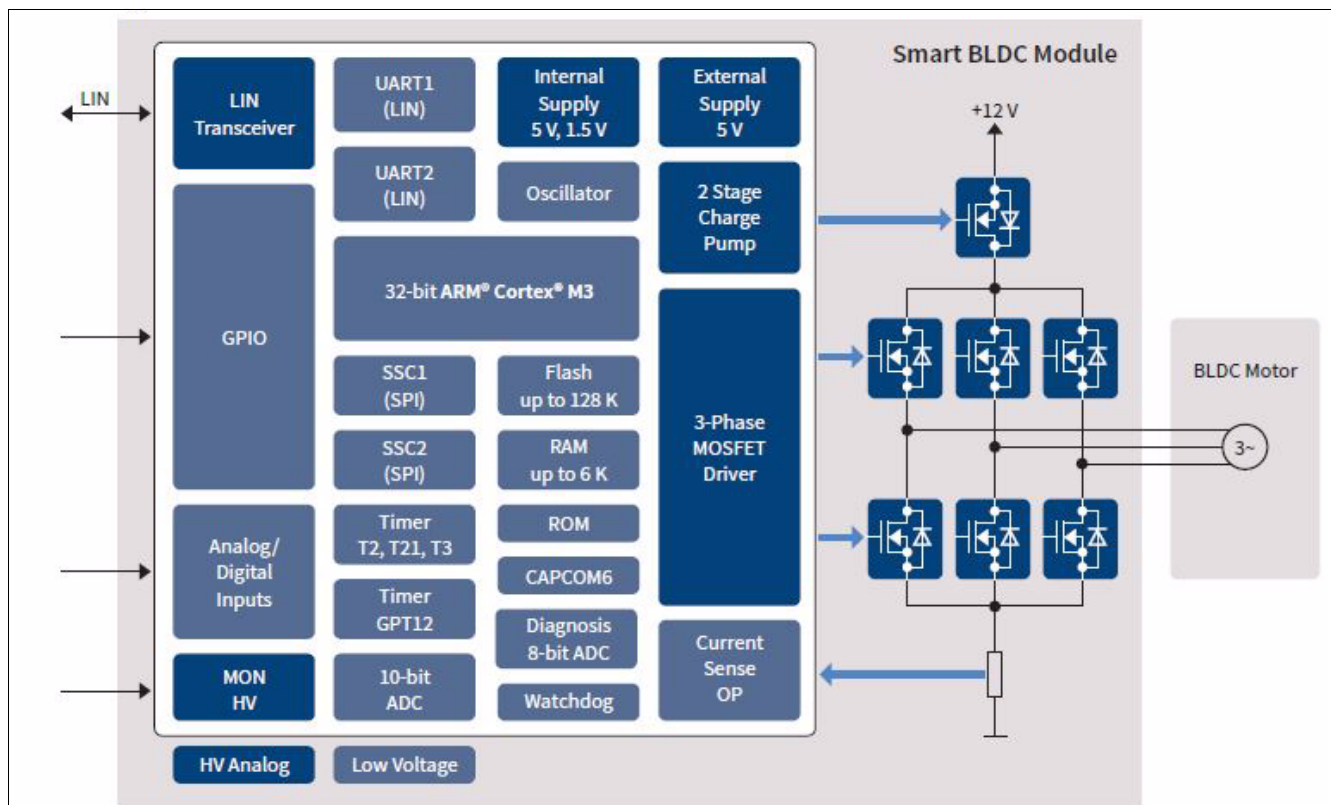 Smart BLDC Module
LIN
LIN
Transceiver
GPIO
Analog/
Digital
Inputs
MON
HV
UART1
(LIN)
UART2
(LIN)
Internal
Supply
5 V, 1.5 V
Oscillator
External
Supply
5 V
2 Stage
Charge
Pump
32-bit ARM® Cortex® M3
SSC1
(SPI)
SSC2
(SPI)
Timer
T2, T21, T3
Timer
GPT12
10-bit
ADC
Flash
up to 128 K
RAM
up to 6 K
ROM
CAPCOM6
Diagnosis
8-bit ADC
Watchdog
3-Phase
MOSFET
Driver
Current
Sense
OP
+12 V
BLDC Motor
3~
HV Analog
Low Voltage